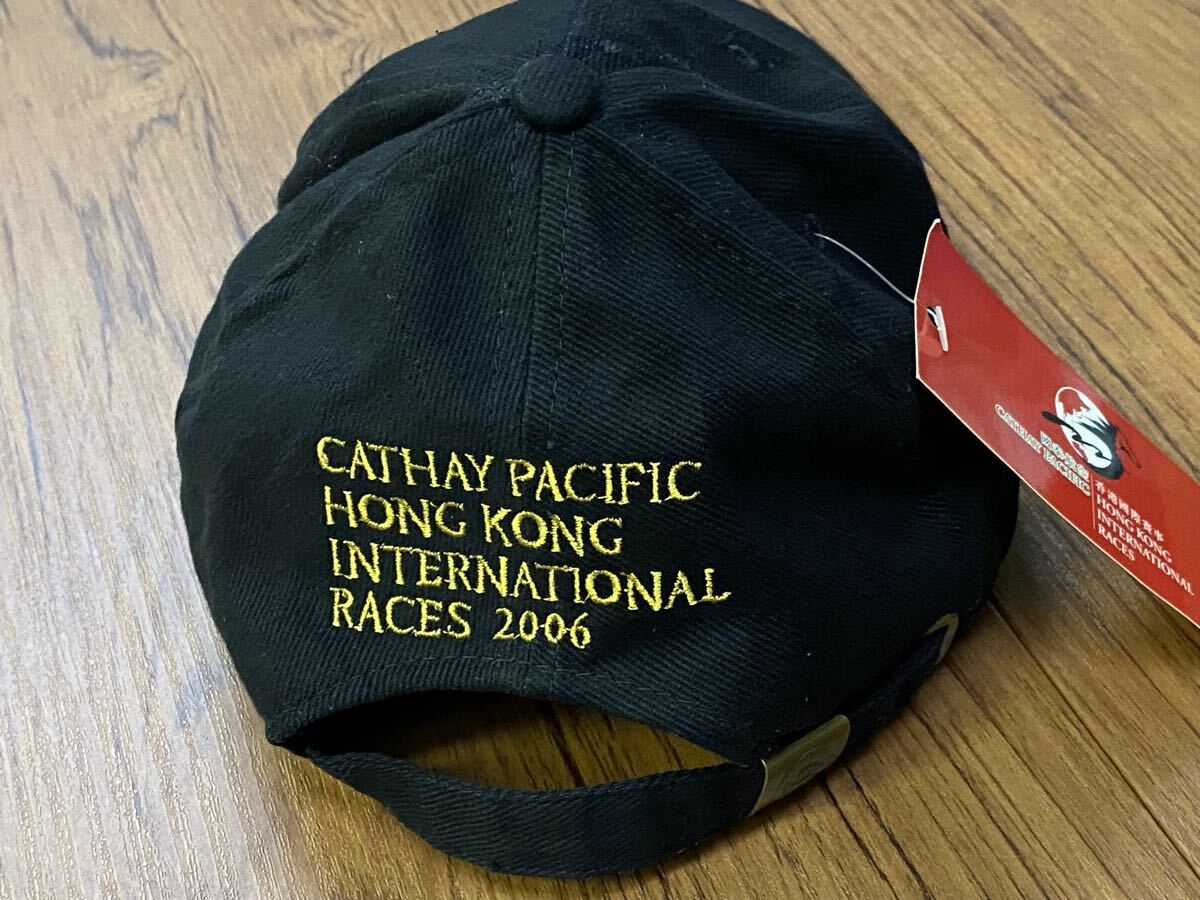 CATHAY PACIFIC
HONG KONG
INTERNATIONAL
RACES 2006
國泰航空
CATHAY PACIFIC
香港國際賽事
HONG KONG
INTERNATIONAL
RACES